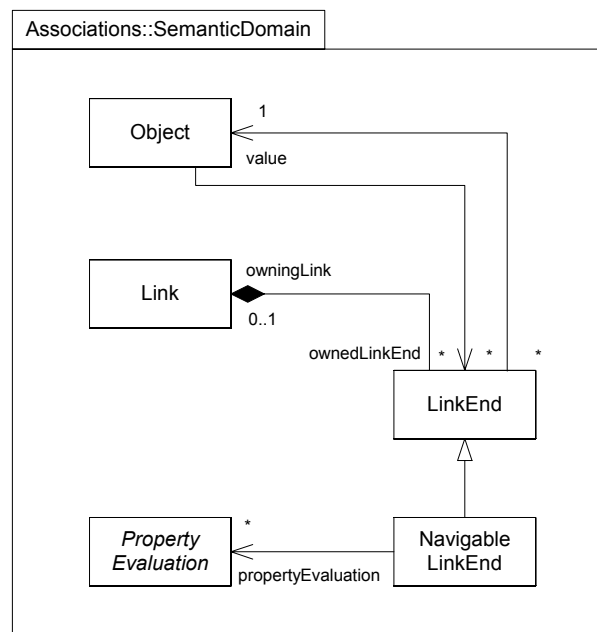 Associations::SemanticDomain
1
Object
value
owningLink
Link
0..1
ownedLinkEnd * * *
LinkEnd
*
Property
Evaluation
Navigable
LinkEnd
propertyEvaluation